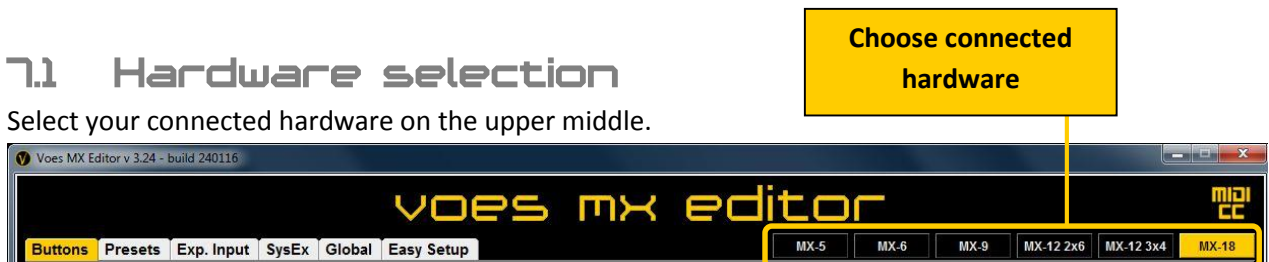 Choose connected
hardware
7.1 Hardware selection
Select your connected hardware on the upper middle.
Voes MX Editor v 3.24 - build 240116
voes mx editor
MIDI
CC
Buttons Presets Exp. Input SysEx Global Easy Setup MX-5 MX-6 MX-9 MX-12 2x6 MX-12 3x4 MX-18